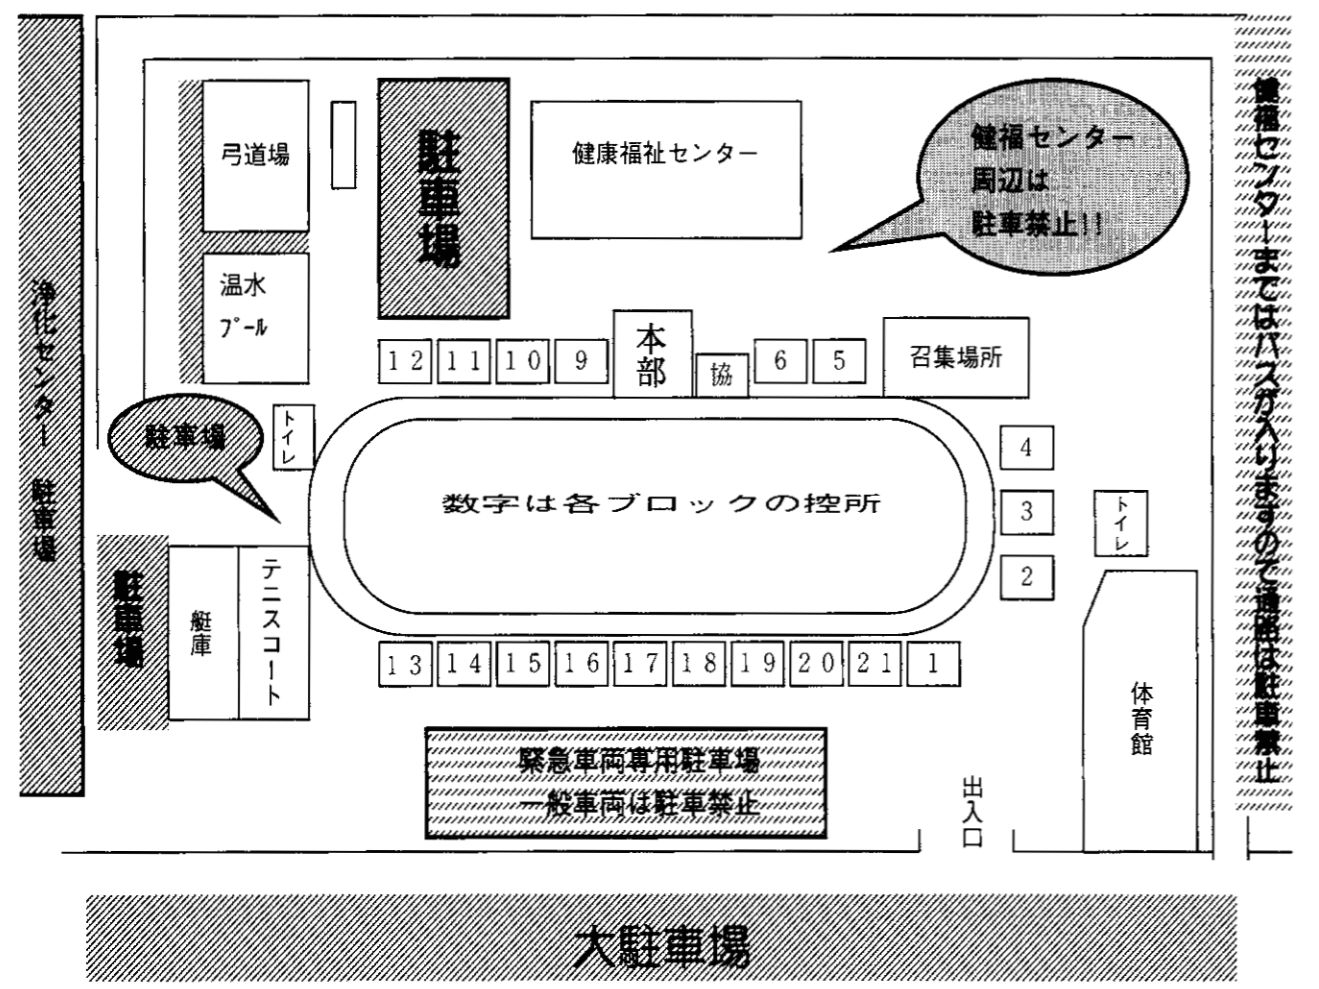 弓道場
駐車場
健康福祉センター
健福センター
周辺は
駐車禁止!!
健福センターまではバスが入りますので通路は駐車禁止
浄化センター 駐車場
温水
プール
12
11
10
9
本部
協
6
5
召集場所
トイレ
駐車場
4
数字は各ブロックの控所
3
トイレ
2
駐車場
艇庫
テニスコート
13
14
15
16
17
18
19
20
21
1
体育館
緊急車両専用駐車場
一般車両は駐車禁止
出入口
大駐車場